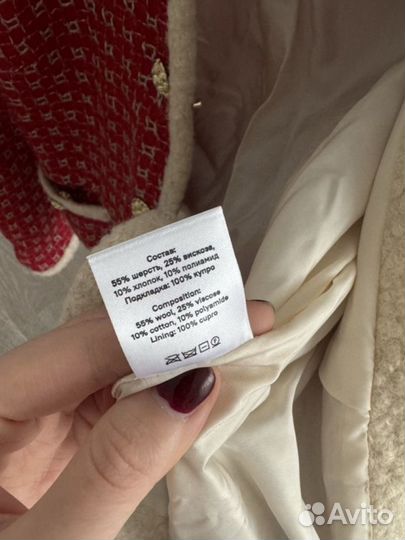 Состав:
55% шерсть, 25% вискоза,
10% хлопок, 10% полиамид
Подкладка: 100% купро
Composition:
55% wool, 25% viscose
10% cotton, 10% polyamide
Lining: 100% cupro
Avito